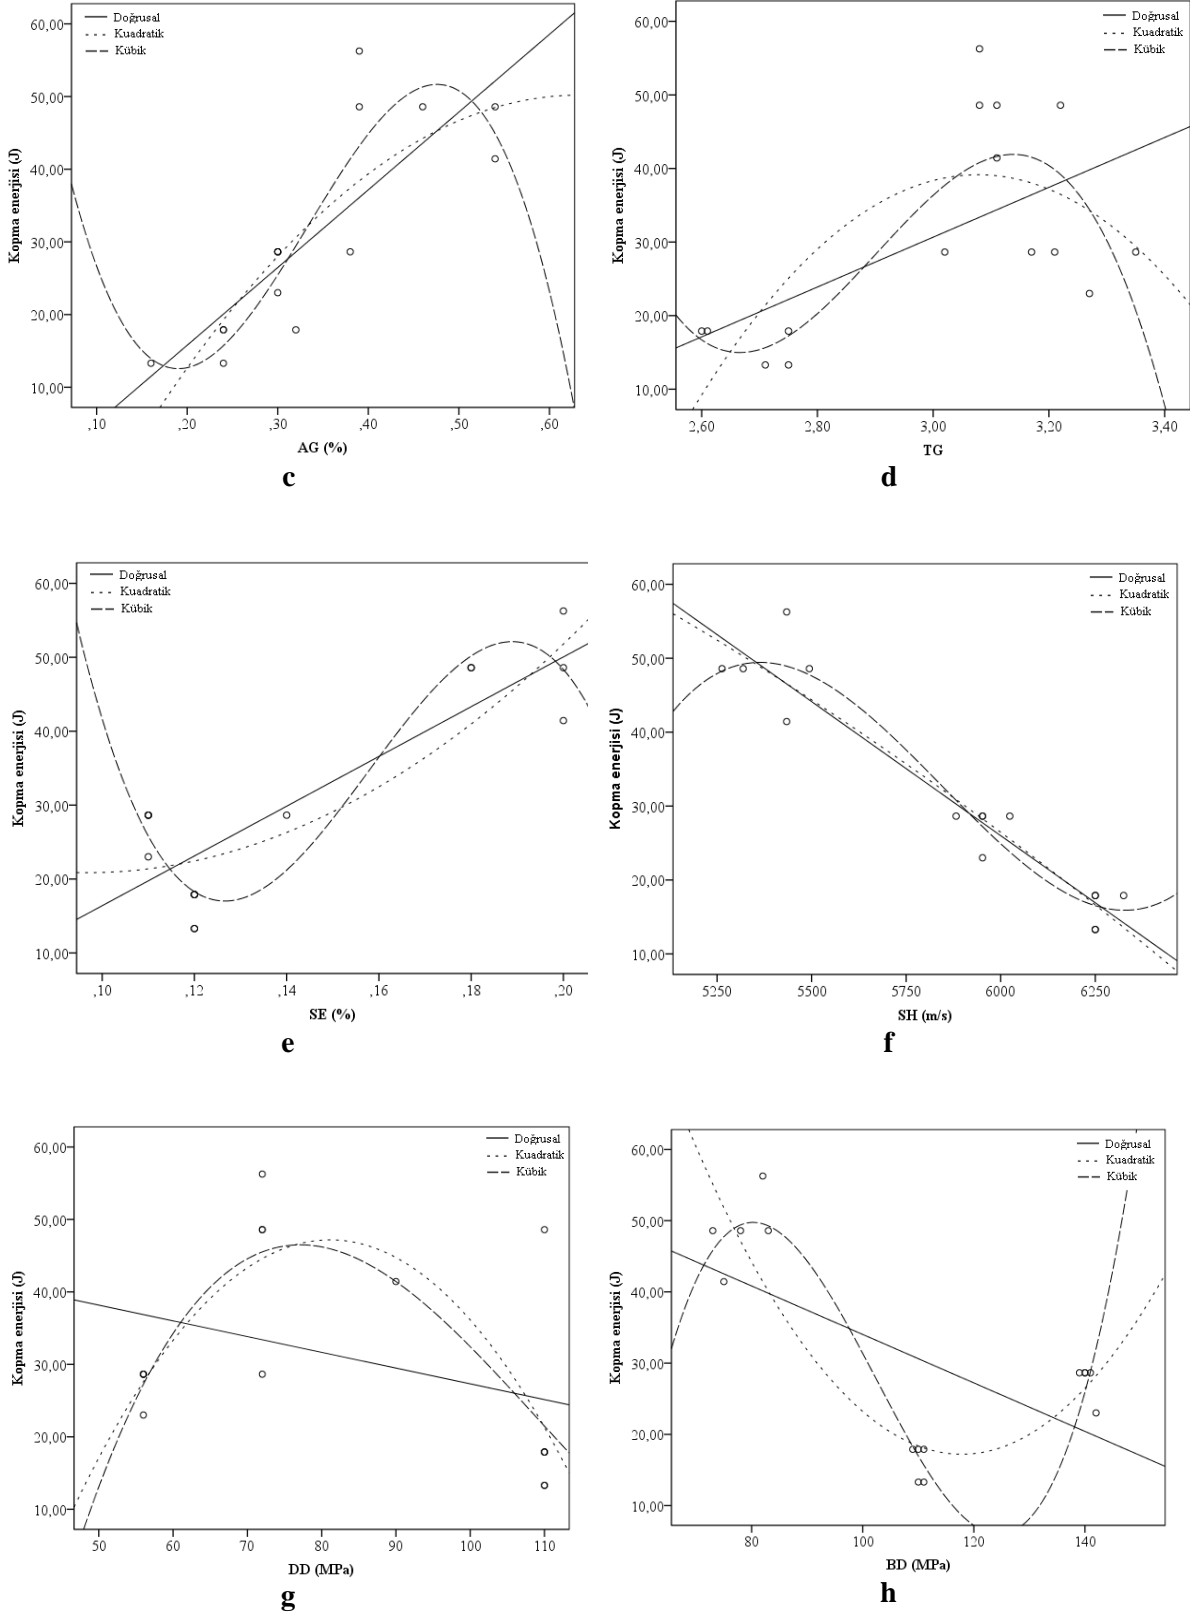 Doğrusal
Kuadratik
Kübik
60,00
50,00
40,00
30,00
20,00
10,00
Kopma enerjisi (J)
,10 ,20 ,30 ,40 ,50 ,60
AG (%)
c
Doğrusal
Kuadratik
Kübik
60,00
50,00
40,00
30,00
20,00
10,00
Kopma enerjisi (J)
2,60 2,80 3,00 3,20 3,40
TG
d
Doğrusal
Kuadratik
Kübik
60,00
50,00
40,00
30,00
20,00
10,00
Kopma enerjisi (J)
,10 ,12 ,14 ,16 ,18 ,20
SE (%)
e
Doğrusal
Kuadratik
Kübik
60,00
50,00
40,00
30,00
20,00
10,00
Kopma enerjisi (J)
5250 5500 5750 6000 6250
SH (m/s)
f
Doğrusal
Kuadratik
Kübik
60,00
50,00
40,00
30,00
20,00
10,00
Kopma enerjisi (J)
50 60 70 80 90 100 110
DD (MPa)
g
Doğrusal
Kuadratik
Kübik
60,00
50,00
40,00
30,00
20,00
10,00
Kopma enerjisi (J)
80 100 120 140
BD (MPa)
h